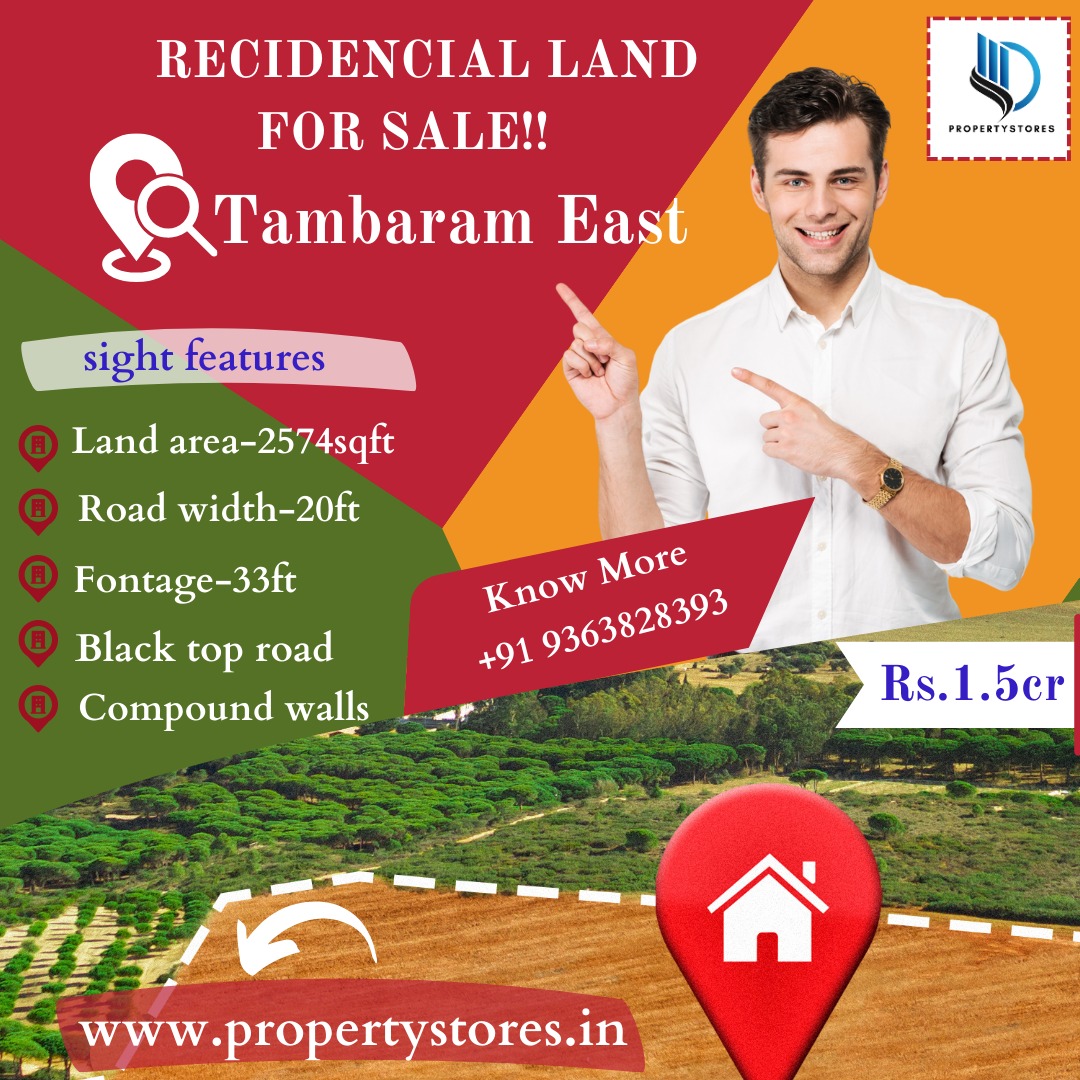 RECIDENCIAL LAND
FOR SALE!!
Tambaram East
PROPERTYSTORES
sight features
Land area-2574sqft
Road width-20ft
Fontage-33ft
Black top road
Compound walls
Know More
+91 9363828393
Rs.1.5cr
www.propertystores.in